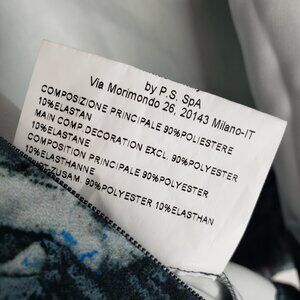 by P.S. SpA
Via Morimondo 26, 20143 Milano-IT
COMPOSIZIONE PRINCIPALE 90%POLIESTERE
10%ELASTAN
MAIN COMP.DECORATION EXCL. 90%POLYESTER
10%ELASTANE
COMPOSITION PRINCIPALE 90%POLYESTER
10%ELASTHANNE
ZUSAM. 90%POLYESTER 10%ELASTHAN